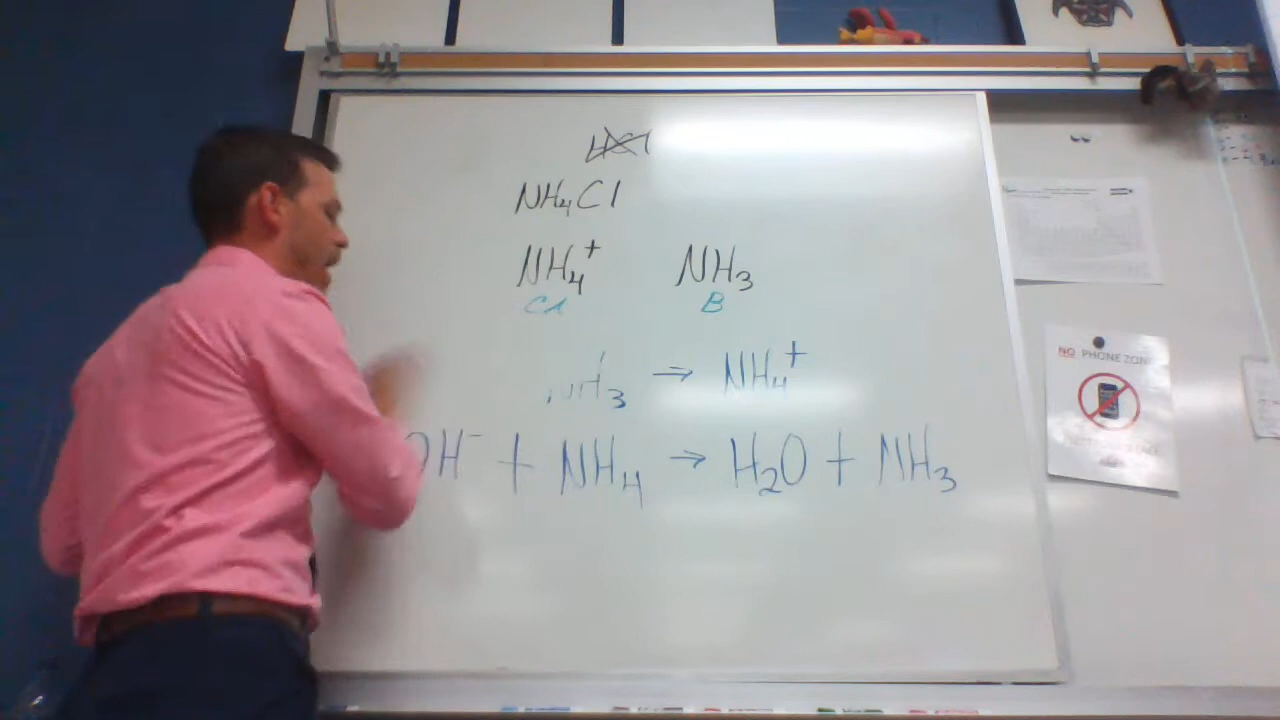 HCl
NH4Cl
NH4+ NH3
CA B
NH3 → NH4+
OH- + NH4 → H2O + NH3
NO PHONE ZONE